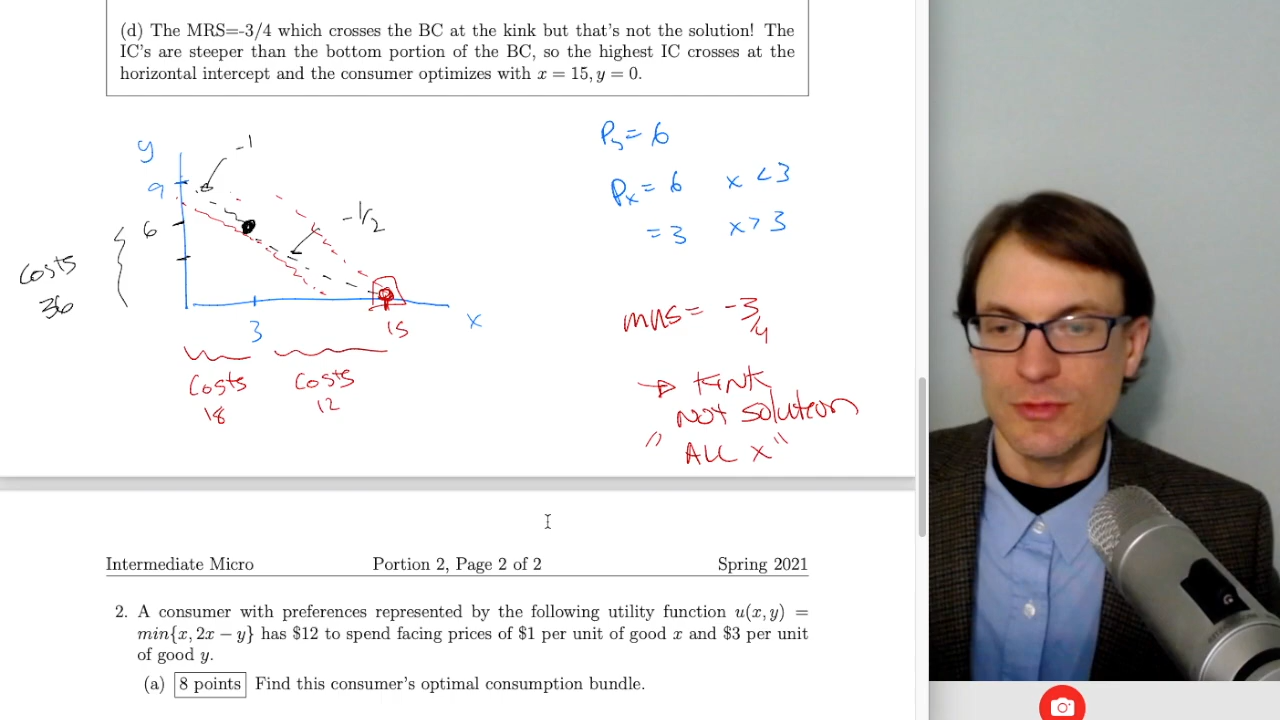 (d) The MRS=-3/4 which crosses the BC at the kink but that's not the solution! The
IC's are steeper than the bottom portion of the BC, so the highest IC crosses at the
horizontal intercept and the consumer optimizes with x = 15, y = 0.
y
-1
9
6
-1/2
Costs
36
3
15
x
Costs
18
Costs
12
Py = 6
Px = 6 x < 3
= 3 x > 3
MRS = -3/4
→ Kink
Not solution
"ALL X"
Intermediate Micro Portion 2, Page 2 of 2 Spring 2021
2. A consumer with preferences represented by the following utility function u(x, y) =
min{x, 2x − y} has $12 to spend facing prices of $1 per unit of good x and $3 per unit
of good y.
(a) 8 points Find this consumer's optimal consumption bundle.